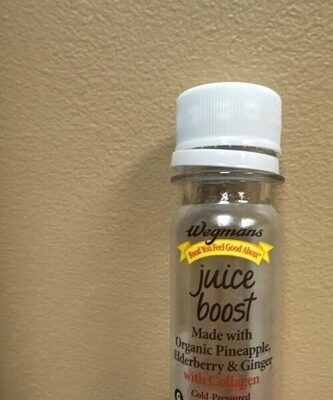 Wegmans
Food You Feel Good About
juice
boost
Made with
Organic Pineapple,
Elderberry & Ginger
with Collagen
Cold-Pressured